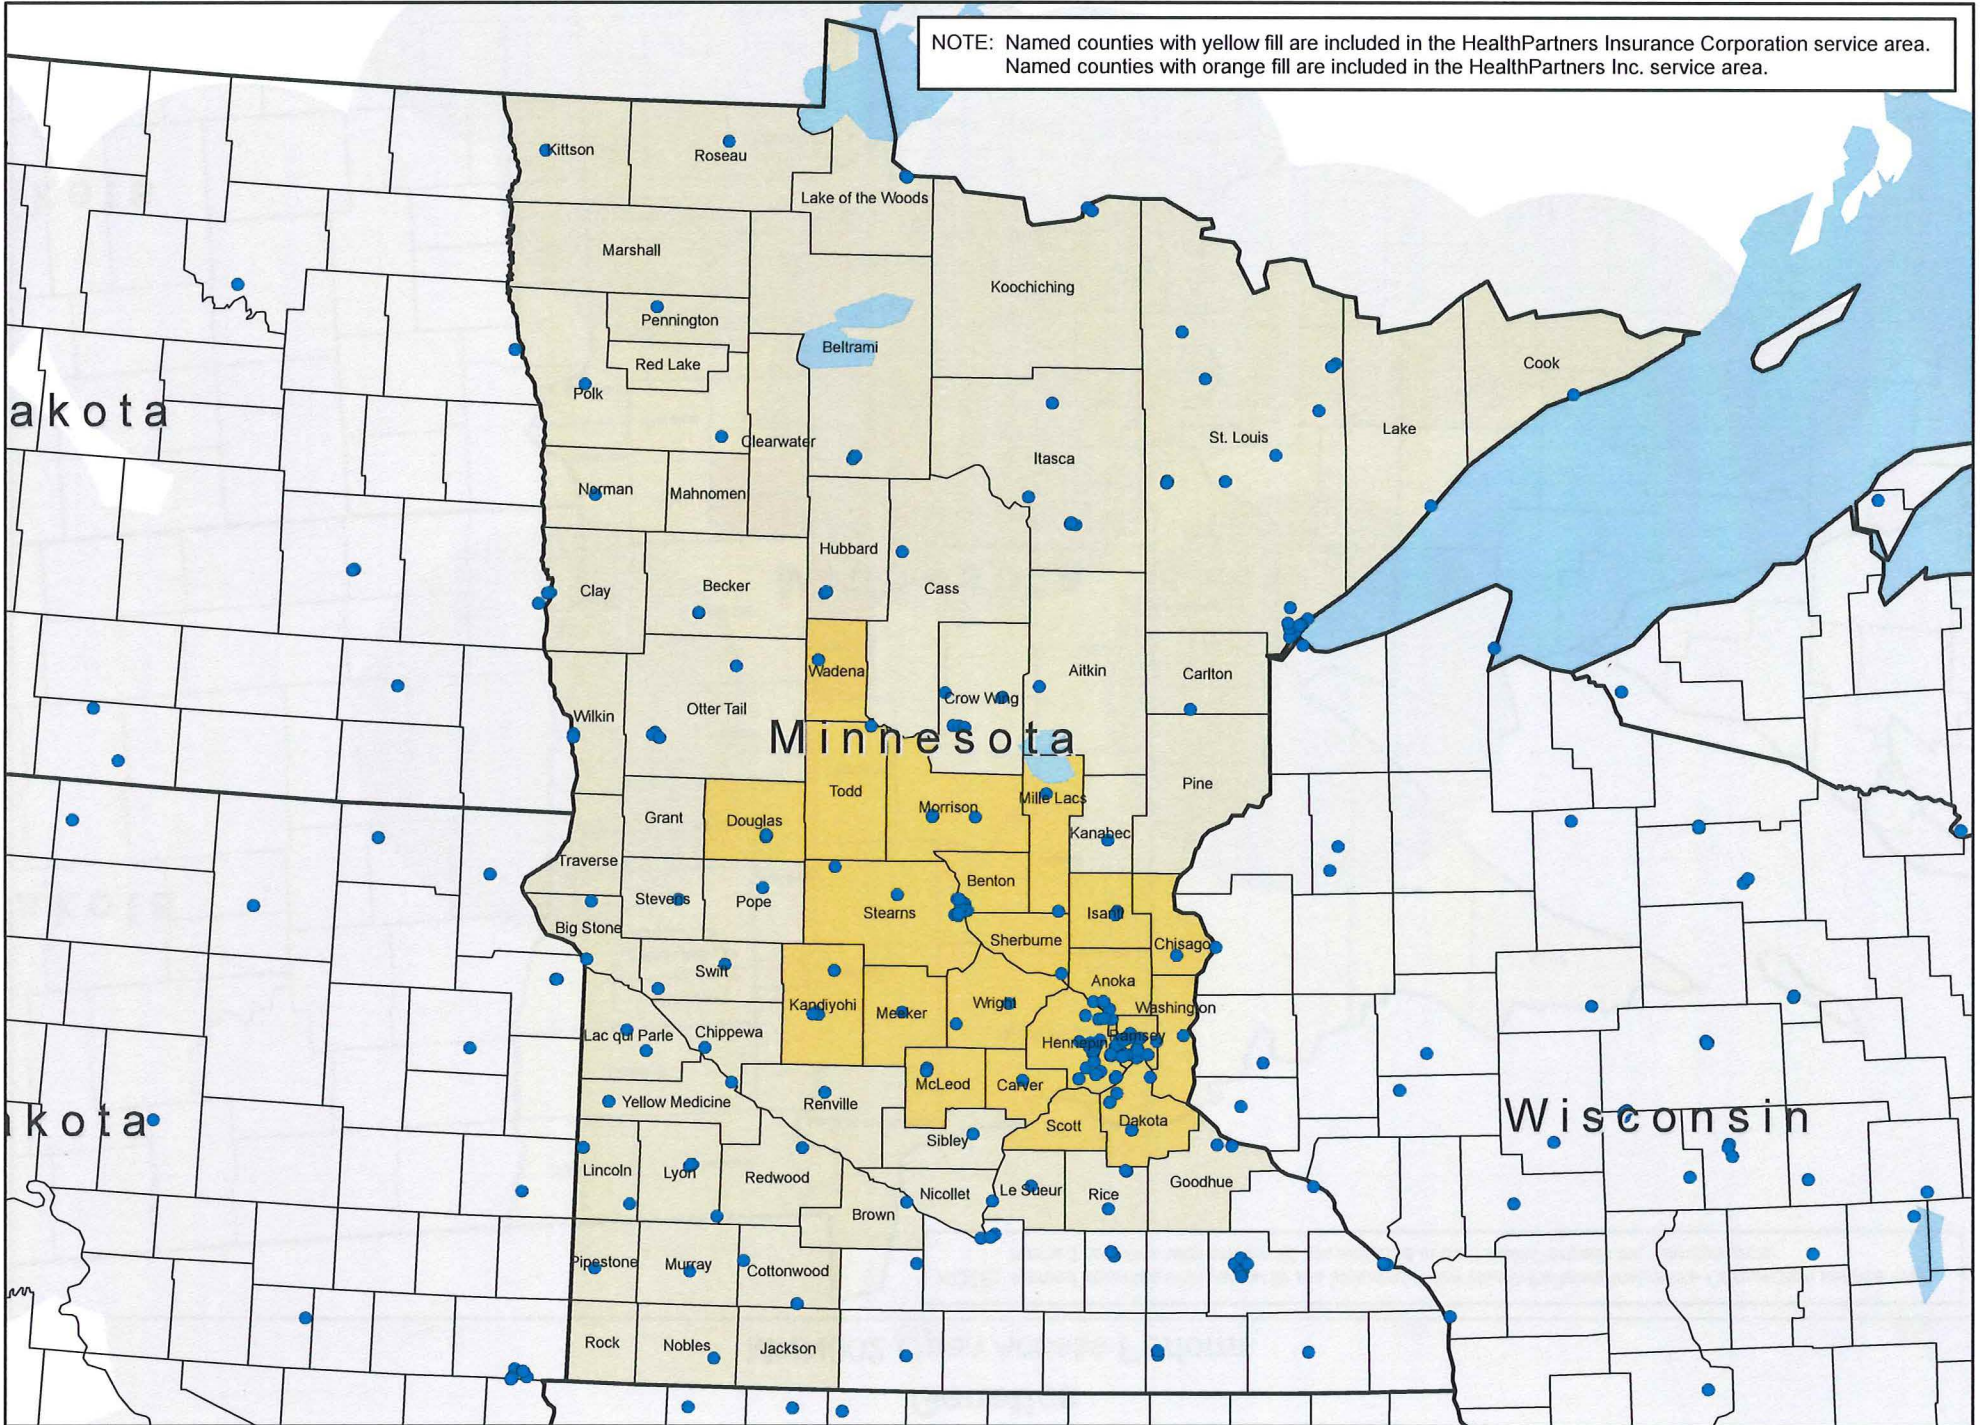 NOTE: Named counties with yellow fill are included in the HealthPartners Insurance Corporation service area.
Named counties with orange fill are included in the HealthPartners Inc. service area.
Kittson
Roseau
Lake of the Woods
Marshall
Koochiching
Pennington
Beltrami
Red Lake
Cook
Polk
akota
Clearwater
St. Louis
Lake
Itasca
Norman
Mahnomen
Hubbard
Clay
Becker
Cass
Wadena
Aitkin
Carlton
Crow Wing
Otter Tail
Wilkin
Minnesota
Pine
Todd
Mille Lacs
Morrison
Grant
Douglas
Kanabec
Traverse
Benton
Stevens
Pope
Stearns
Isanti
Big Stone
Sherburne
Chisago
Swift
Anoka
Kandiyohi
Wright
Washington
Meeker
Lac qui Parle
Chippewa
Ramsey
Hennepin
McLeod
Carver
Yellow Medicine
Renville
Wisconsin
kota
Dakota
Scott
Sibley
Lincoln
Lyon
Redwood
Goodhue
Le Sueur
Rice
Nicollet
Brown
Pipestone
Murray
Cottonwood
Rock
Nobles
Jackson